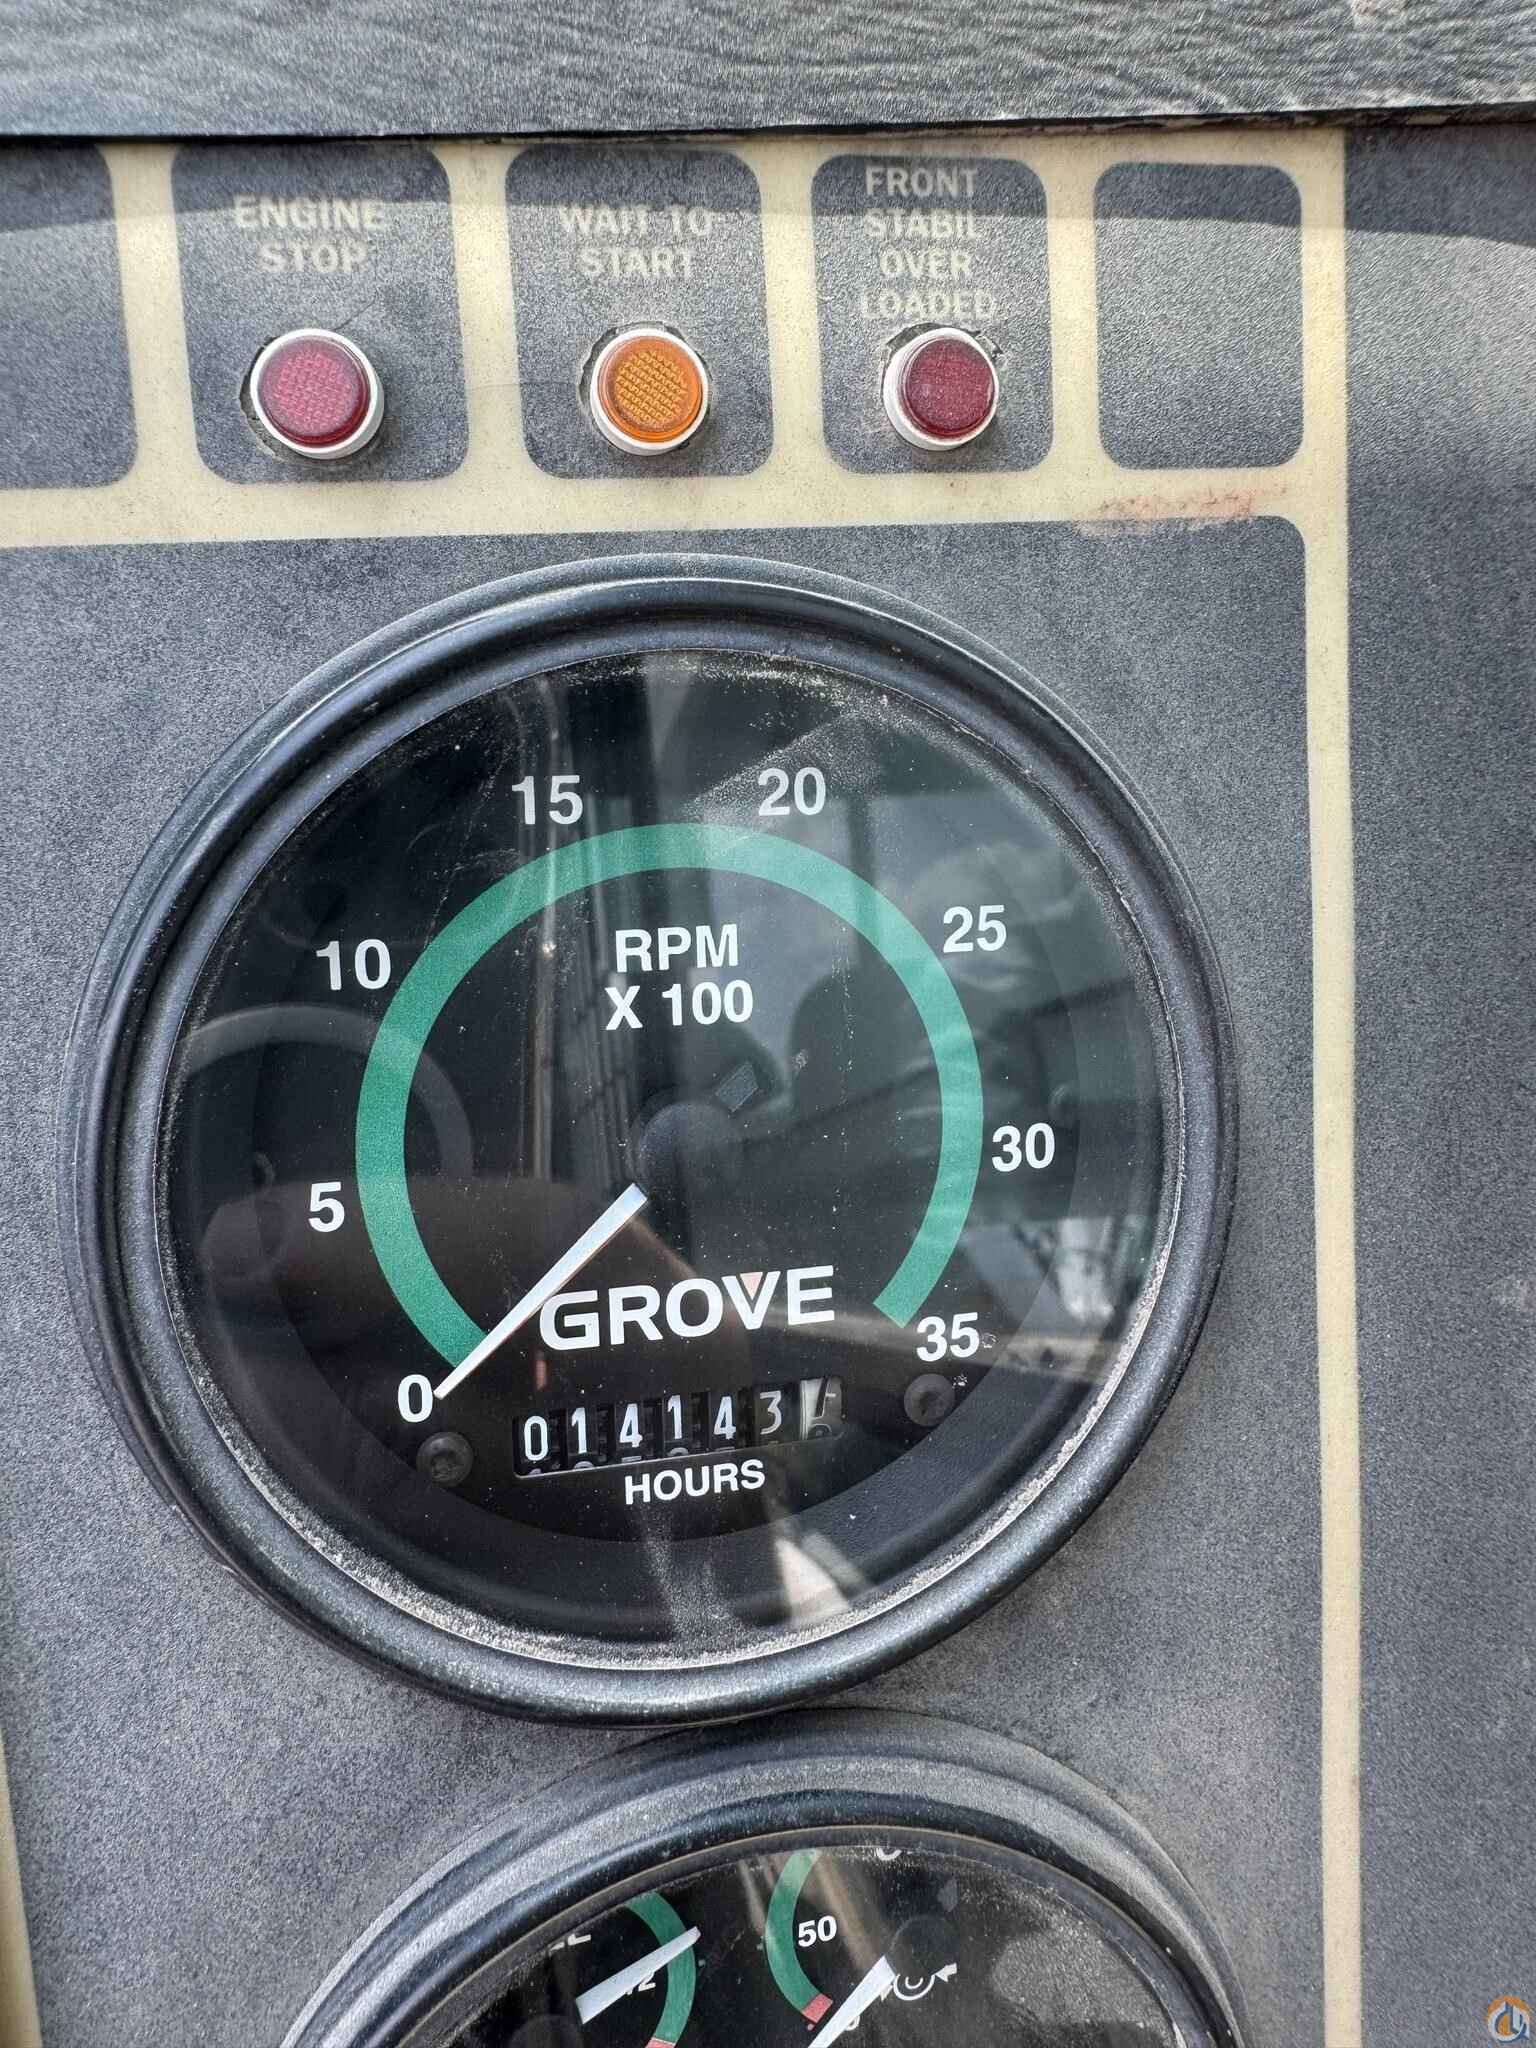 ENGINE
STOP
WAIT TO
START
FRONT
STABIL
OVER
LOADED
15
20
10
25
RPM
X 100
5
30
GROVE
0
35
014143
HOURS
50